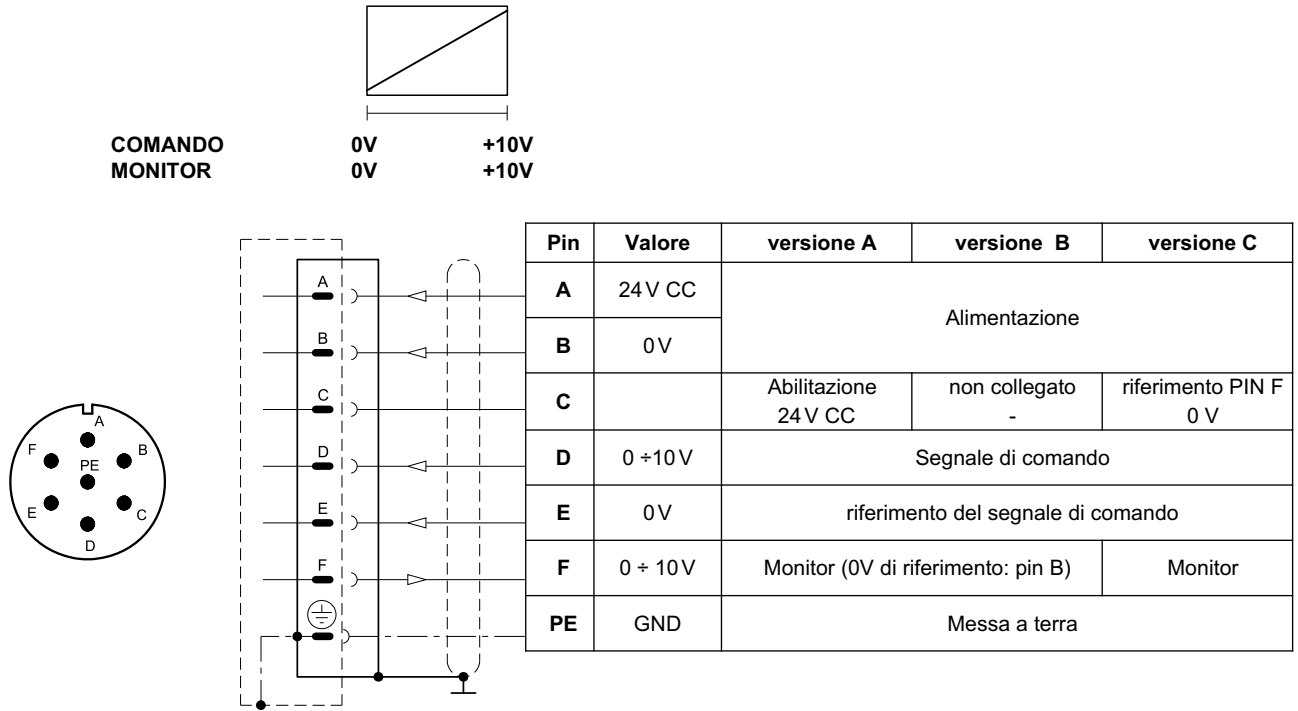 COMANDO 0V +10V
MONITOR 0V +10V
Pin Valore versione A versione B versione C
A 24 V CC Alimentazione
B 0 V
C Abilitazione 24 V CC non collegato - riferimento PIN F 0 V
D 0 ÷10 V Segnale di comando
E 0 V riferimento del segnale di comando
F 0 ÷ 10 V Monitor (0V di riferimento: pin B) Monitor
PE GND Messa a terra
A
B
C
D
E
F
A
F
B
PE
E
C
D